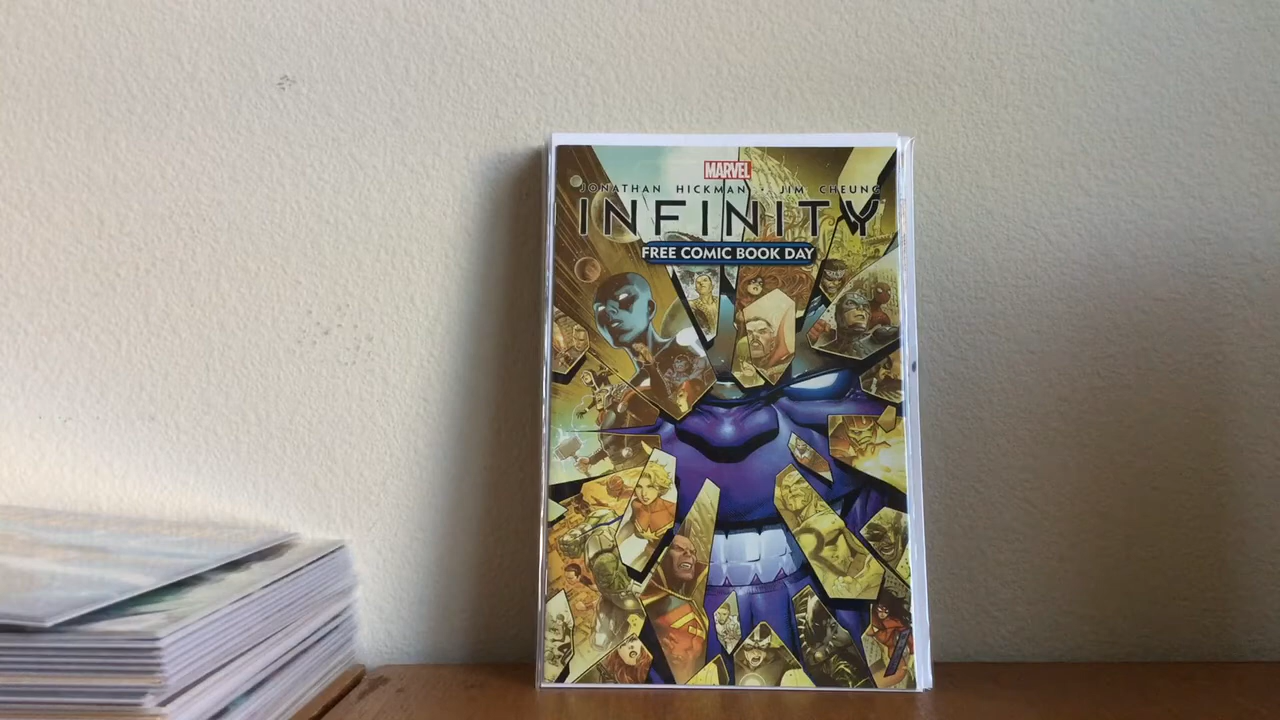 MARVEL
JONATHAN HICKMAN • JIM CHEUNG
INFINITY
FREE COMIC BOOK DAY